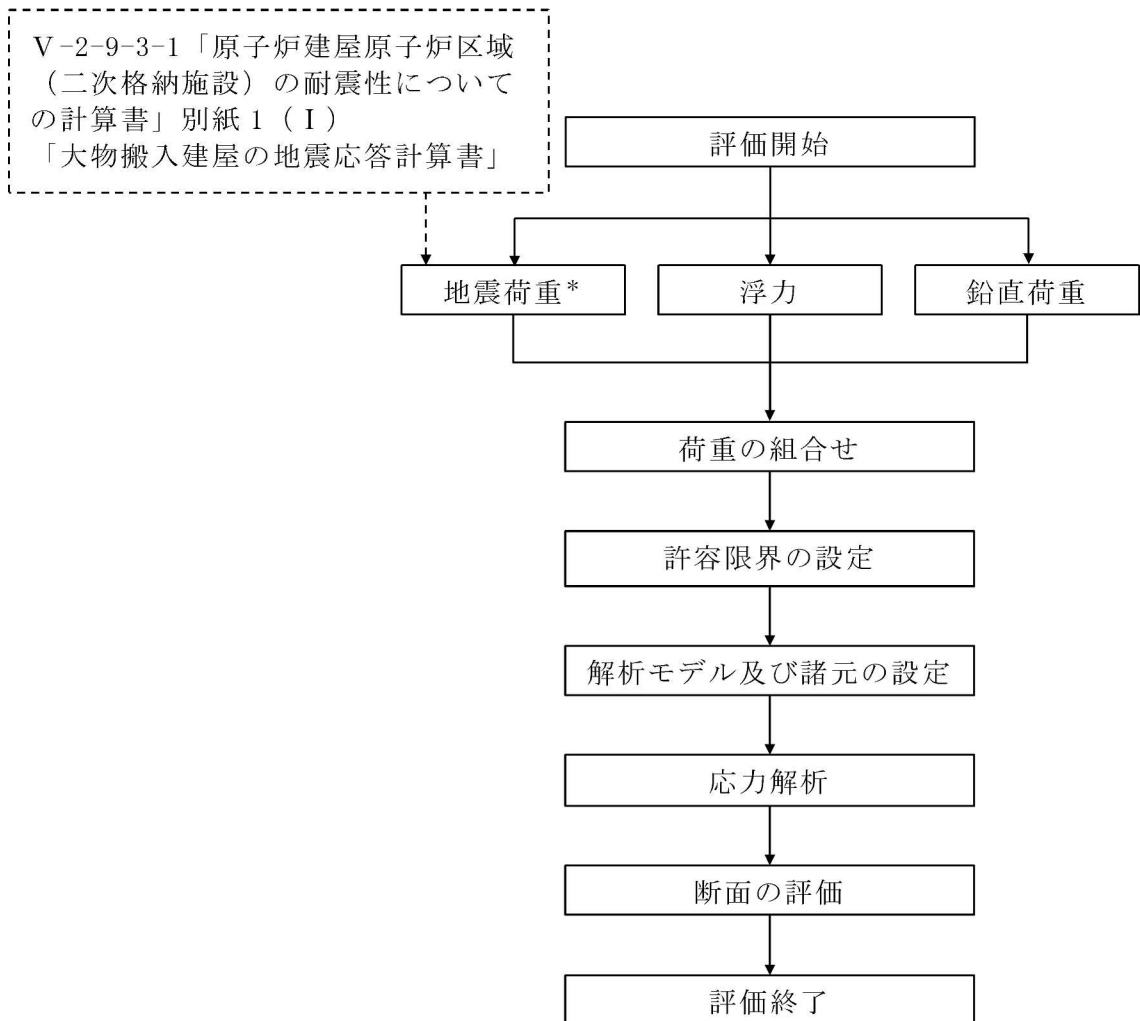 Ⅴ-2-9-3-1「原子炉建屋原子炉区域
（二次格納施設）の耐震性について
の計算書」別紙1（Ⅰ）
「大物搬入建屋の地震応答計算書」
評価開始
地震荷重*
浮力
鉛直荷重
荷重の組合せ
許容限界の設定
解析モデル及び諸元の設定
応力解析
断面の評価
評価終了